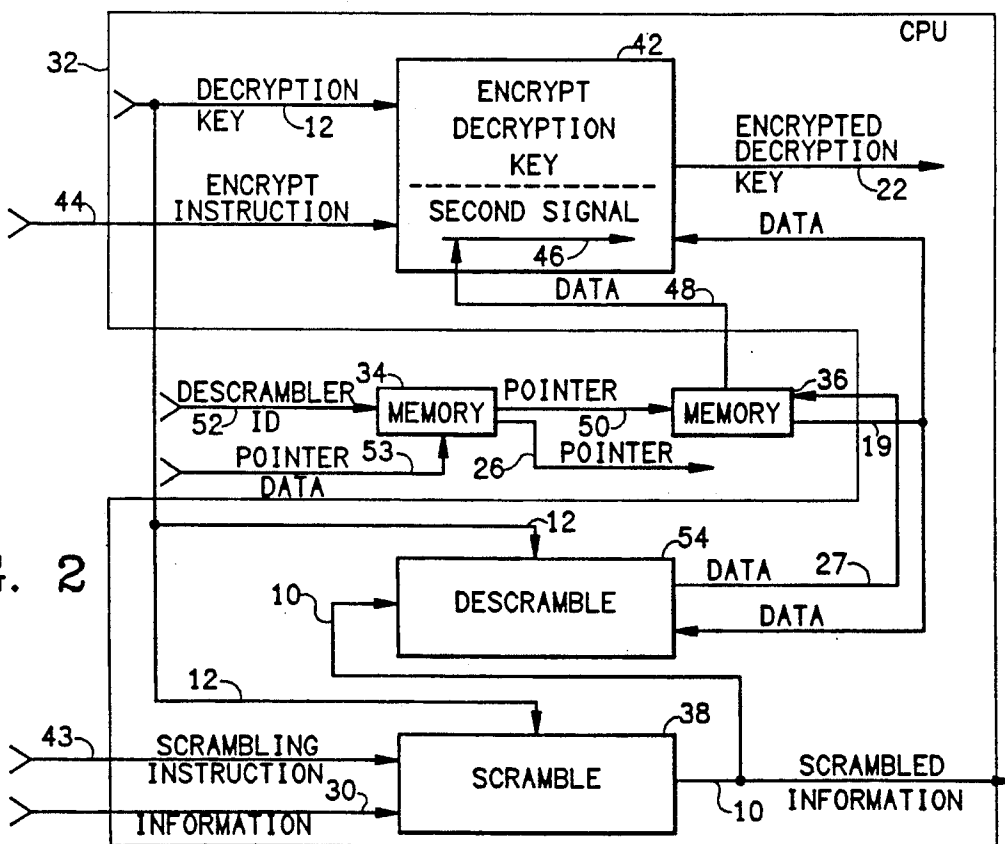 CPU
32
42
DECRYPTION
KEY
12
ENCRYPT
DECRYPTION
KEY
ENCRYPTED
DECRYPTION
KEY
22
44
ENCRYPT
INSTRUCTION
SECOND SIGNAL
46
DATA
DATA
48
34
36
DESCRAMBLER
ID
52
MEMORY
POINTER
50
MEMORY
19
POINTER
DATA
53
26
POINTER
12
54
G. 2
10
DESCRAMBLE
DATA
27
DATA
12
38
43
SCRAMBLING
INSTRUCTION
SCRAMBLE
SCRAMBLED
INFORMATION
10
30
INFORMATION